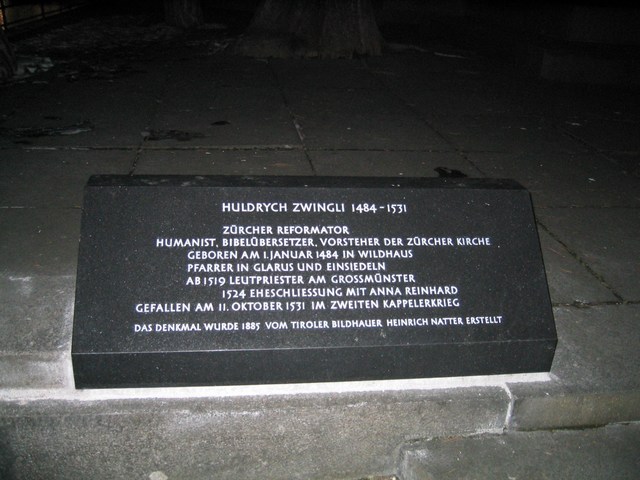 HULDRYCH ZWINGLI 1484-1531
ZÜRCHER REFORMATOR
HUMANIST, BIBELÜBERSETZER, VORSTEHER DER ZÜRCHER KIRCHE
GEBOREN AM 1. JANUAR 1484 IN WILDHAUS
PFARRER IN GLARUS UND EINSIEDELN
AB 1519 LEUTPRIESTER AM GROSSMÜNSTER
1524 EHESCHLIESSUNG MIT ANNA REINHARD
GEFALLEN AM 11. OKTOBER 1531 IM ZWEITEN KAPPELERKRIEG
DAS DENKMAL WURDE 1885 VOM TIROLER BILDHAUER HEINRICH NATTER ERSTELLT